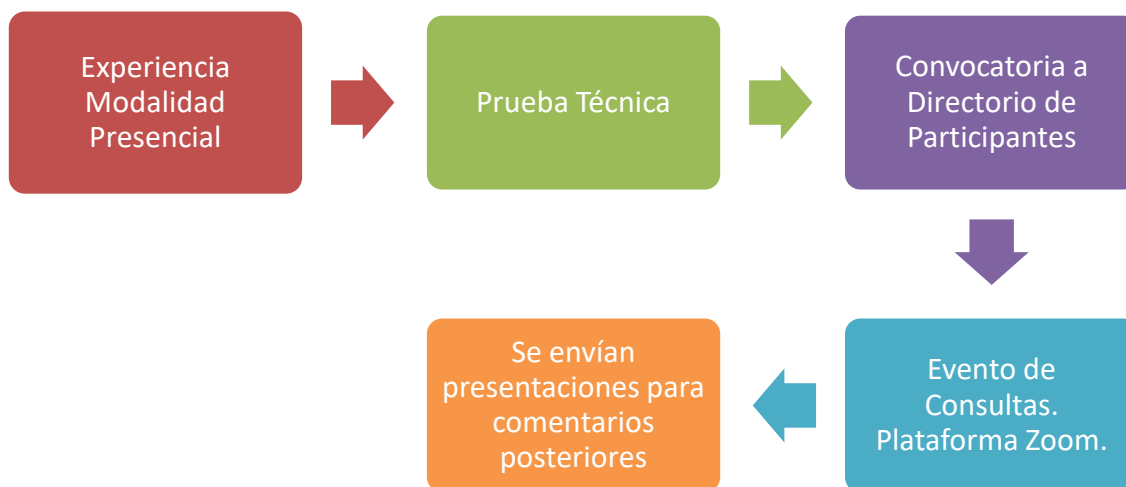 Experiencia
Modalidad
Presencial
Prueba Técnica
Convocatoria a
Directorio de
Participantes
Evento de
Consultas.
Plataforma Zoom.
Se envían
presentaciones para
comentarios
posteriores